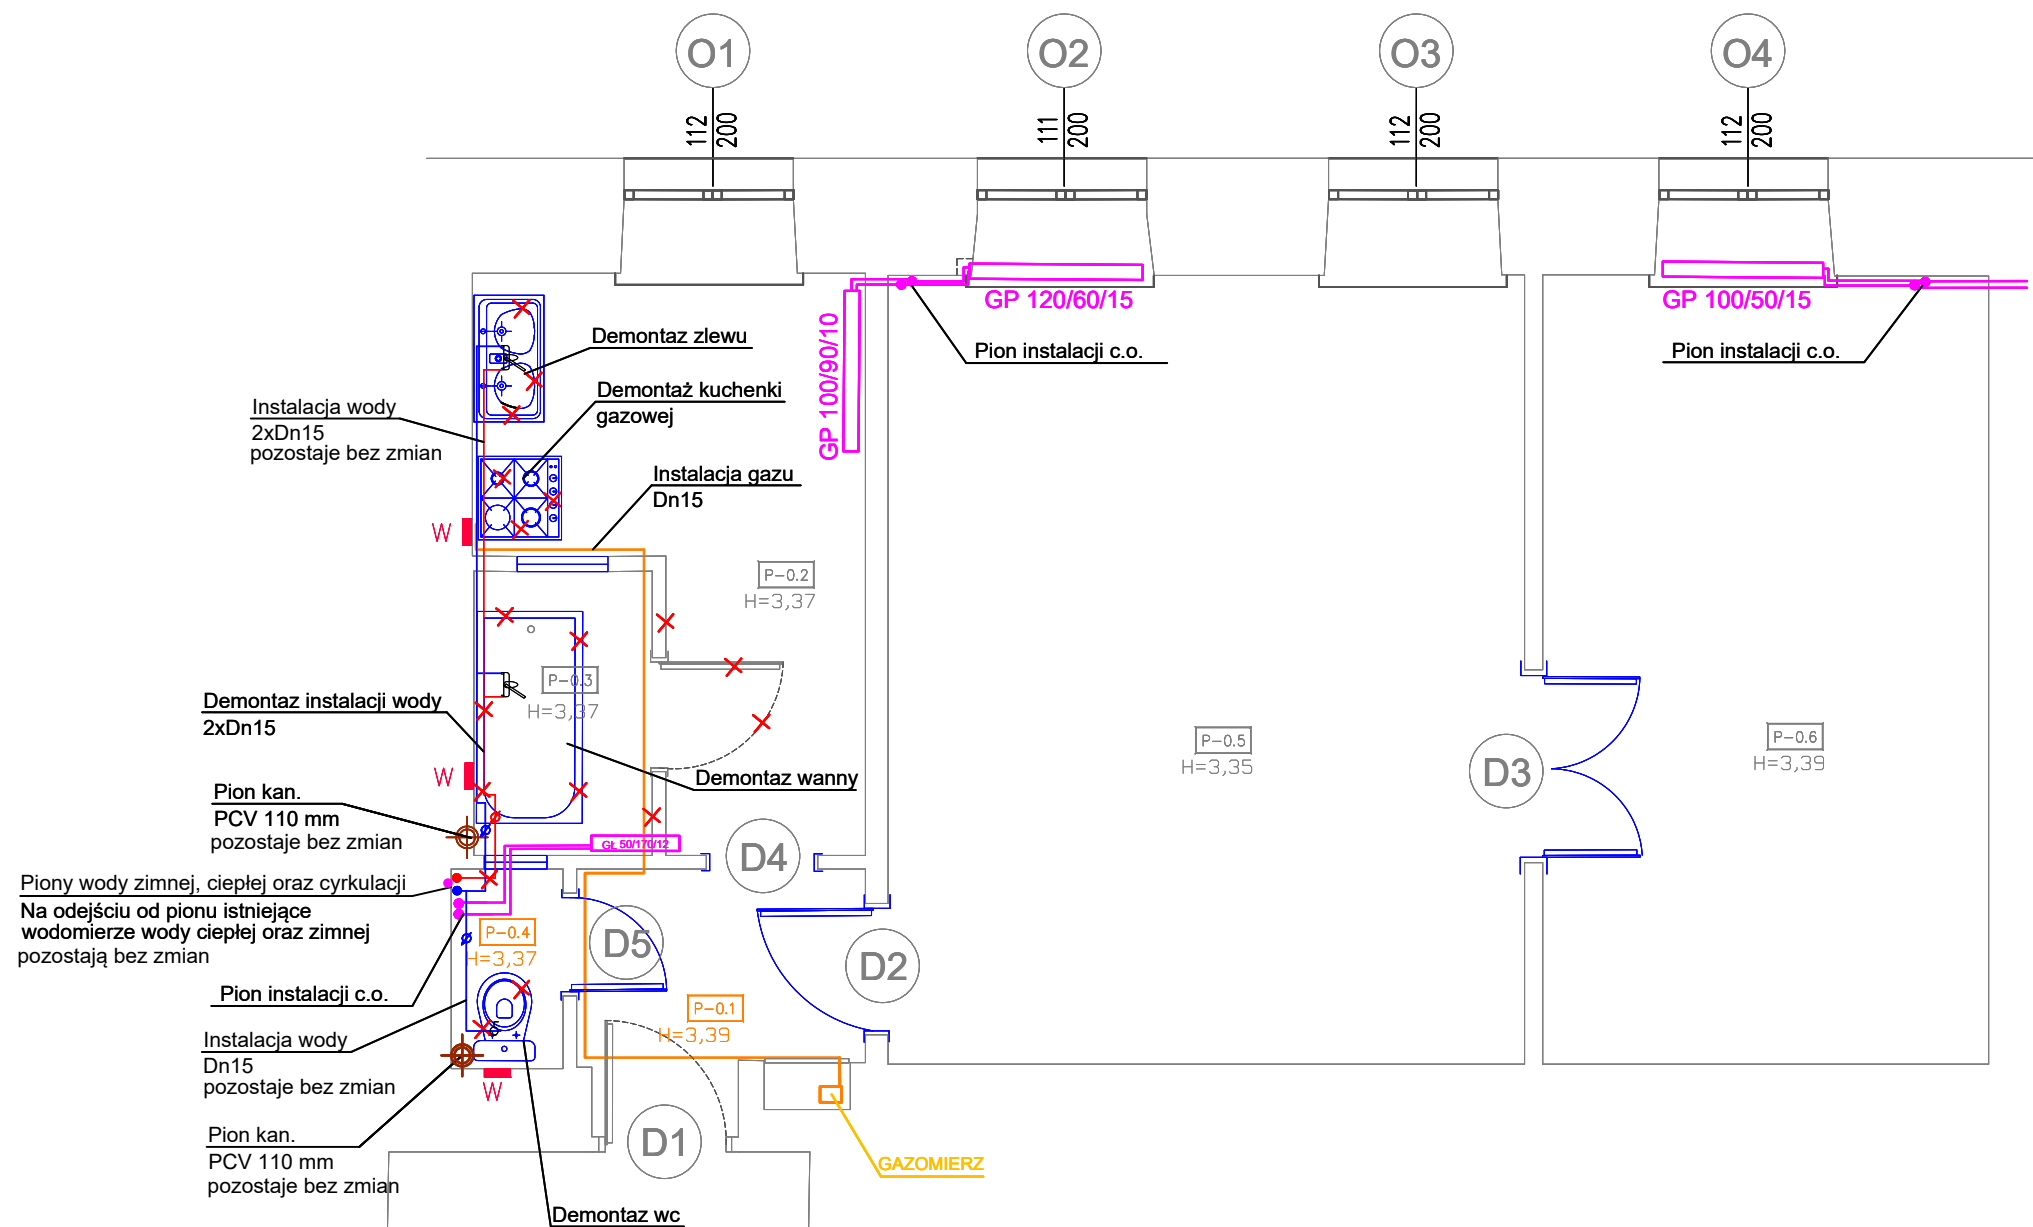 O1
O2
O3
O4
112
200
111
200
112
200
112
200
GP 120/60/15
GP 100/50/15
GP 100/90/10
Pion instalacji c.o.
Pion instalacji c.o.
Demontaz zlewu
Demontaż kuchenki
gazowej
Instalacja wody
2xDn15
pozostaje bez zmian
Instalacja gazu
Dn15
W
P-0.2
H=3,37
P-0.3
H=3,37
Demontaz instalacji wody
2xDn15
P-0.5
H=3,35
D3
P-0.6
H=3,39
W
Demontaz wanny
Pion kan.
PCV 110 mm
pozostaje bez zmian
GŁ 50/170/12
D4
Piony wody zimnej, ciepłej oraz cyrkulacji
Na odejściu od pionu istniejące
wodomierze wody ciepłej oraz zimnej
pozostają bez zmian
P-0.4
H=3,37
D5
D2
Pion instalacji c.o.
P-0.1
H=3,39
Instalacja wody
Dn15
pozostaje bez zmian
W
Pion kan.
PCV 110 mm
pozostaje bez zmian
D1
GAZOMIERZ
Demontaz wc